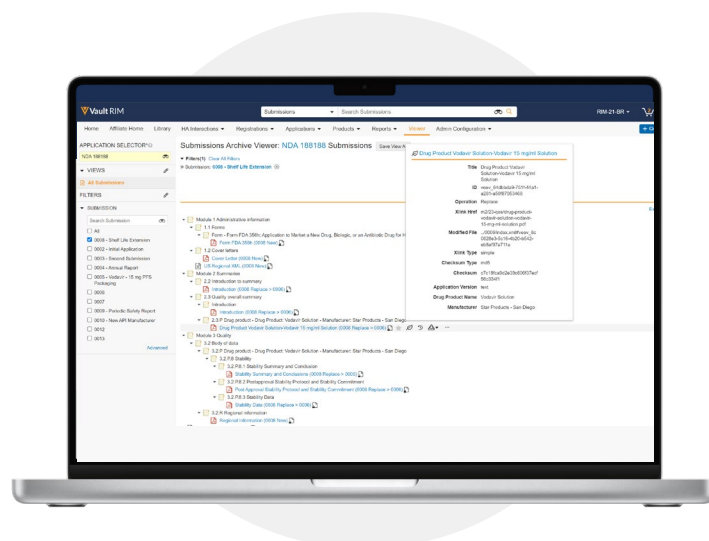 Vault RIM
Submissions
Search Submissions
RIM-21-BR
Home
Affiliate Home
Library
HA Interactions
Registrations
Applications
Products
Reports
Viewer
Admin Configuration
APPLICATION SELECTOR
NDA 188188
VIEWS
All Submissions
FILTERS
SUBMISSION
Search Submission
All
0008 - Shelf Life Extension
0002 - Initial Application
0003 - Second Submission
0004 - Annual Report
0005 - Vodavir - 15 mg PFS
Packaging
0006
0007
0009 - Periodic Safety Report
0010 - New API Manufacturer
0012
0013
Advanced
Submissions Archive Viewer: NDA 188188 Submissions
Save View As
Filters(1) Clear All Filters
Submission: 0008 - Shelf Life Extension
Module 1 Administrative information
1.1 Forms
Form - Form FDA 356h: Application to Market a New Drug, Biologic, or an Antibiotic Drug for H
Form FDA 356h (0008 New)
1.2 Cover letters
Cover Letter (0008 New)
US Regional XML (0008 New)
Module 2 Summaries
2.2 Introduction to summary
Introduction (0008 Replace > 0006)
2.3 Quality overall summary
Introduction
Introduction (0008 Replace > 0006)
2.3.P Drug product - Drug Product: Vodavir Solution - Manufacturer: Star Products - San Diego
Drug Product Vodavir Solution-Vodavir 15 mg/ml Solution (0008 Replace > 0006)
Module 3 Quality
3.2 Body of data
3.2.P Drug product - Drug Product: Vodavir Solution - Manufacturer: Star Products - San Diego
3.2.P.8 Stability
3.2.P.8.1 Stability Summary and Conclusion
Stability Summary and Conclusions (0008 Replace > 0006)
3.2.P.8.2 Postapproval Stability Protocol and Stability Commitment
Post Approval Stability Protocol and Stability Commitment (0008 Replace > 0006)
3.2.P.8.3 Stability Data
Stability Data (0008 Replace > 0006)
3.2.R Regional information
Regional Information (0008 New)
Drug Product Vodavir Solution-Vodavir 15 mg/ml Solution
Title Drug Product Vodavir
Solution-Vodavir 15 mg/ml
Solution
Operation Replace
Xlink Href
Modified File
Xlink Type simple
Checksum Type md5
Checksum
Application Version text
Drug Product Name Vodavir Solution
Manufacturer Star Products - San Diego